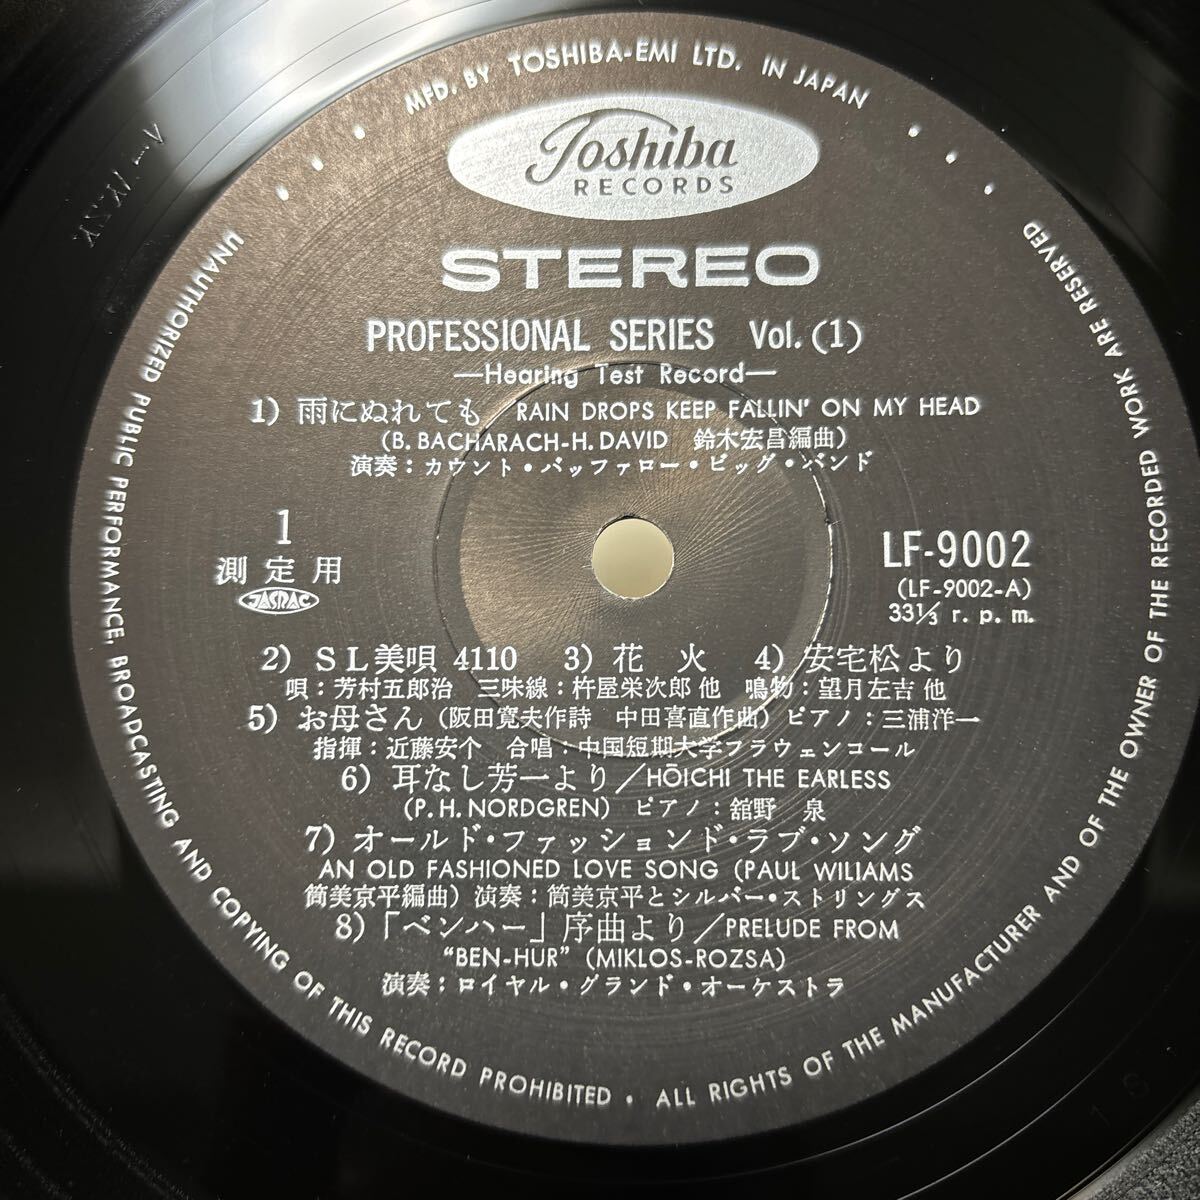 MFD. BY TOSHIBA-EMI LTD. IN JAPAN
Toshiba
RECORDS
STEREO
PROFESSIONAL SERIES Vol. (1)
—Hearing Test Record—
1) 雨にぬれても RAIN DROPS KEEP FALLIN' ON MY HEAD
(B. BACHARACH-H. DAVID 鈴木宏昌編曲)
演奏：カウント・バッファロー・ビッグ・バンド
1
測定用
JASRAC
LF-9002
(LF-9002-A)
33 1/3 r. p. m.
2) SL美唄 4110 3) 花 火 4) 安宅松より
唄：芳村五郎治 三味線：杵屋栄次郎 他 鳴物：望月左吉 他
5) お母さん (阪田寛夫作詩 中田喜直作曲) ピアノ：三浦洋一
指揮：近藤安个 合唱：中国短期大学フラウェンコール
6) 耳なし芳一より／HŌICHI THE EARLESS
(P. H. NORDGREN) ピアノ：舘野 泉
7) オールド・ファッションド・ラブ・ソング
AN OLD FASHIONED LOVE SONG (PAUL WILIAMS
筒美京平編曲) 演奏：筒美京平とシルバー・ストリングス
8)「ベンハー」序曲より／PRELUDE FROM
"BEN-HUR" (MIKLOS-ROZSA)
演奏：ロイヤル・グランド・オーケストラ
UNAUTHORIZED PUBLIC PERFORMANCE, BROADCASTING AND COPYING OF THIS RECORD PROHIBITED . ALL RIGHTS OF THE MANUFACTURER AND OF THE OWNER OF THE RECORDED WORK ARE RESERVED